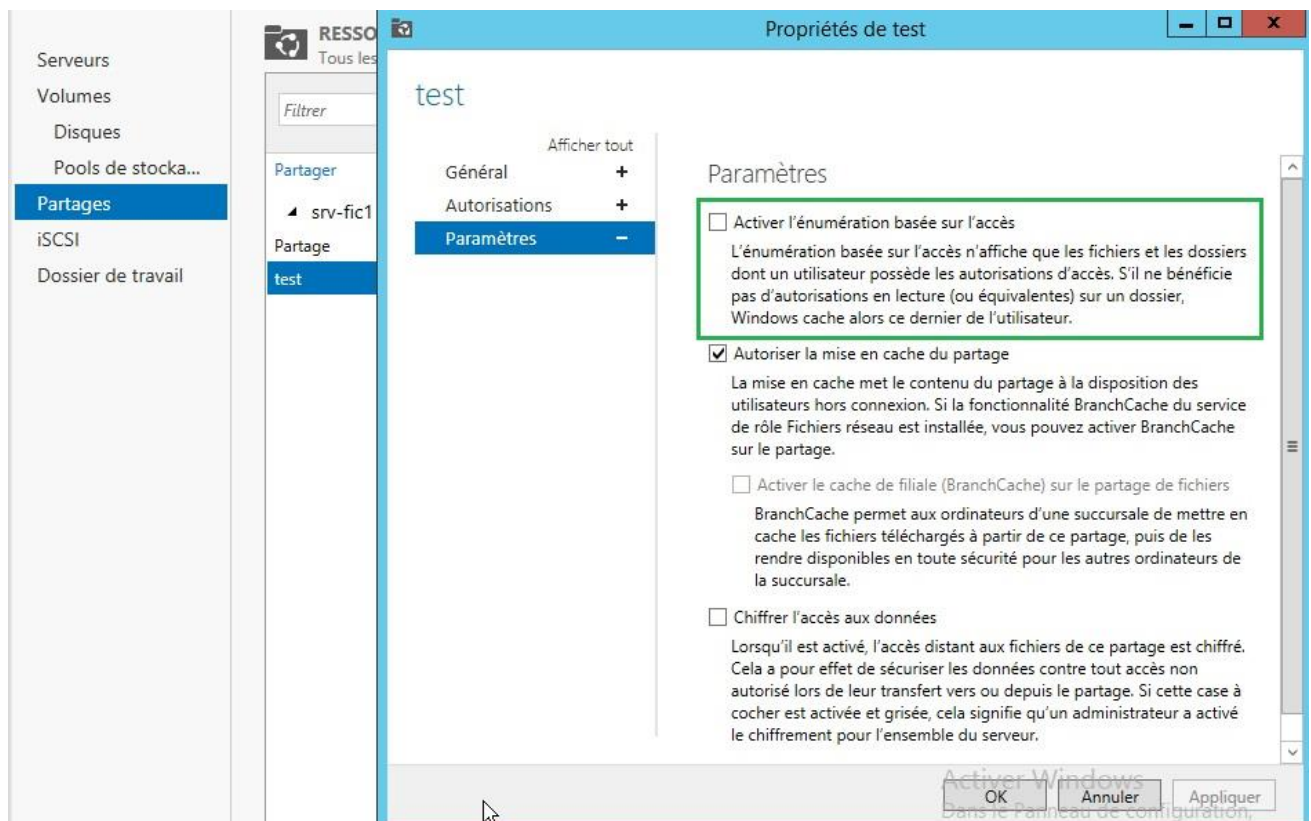 Serveurs
Volumes
Disques
Pools de stocka...
Partages
iSCSI
Dossier de travail
RESSO
Tous les
Filtrer
Partager
srv-fic1
Partage
test
Propriétés de test
test
Afficher tout
Général
Autorisations
Paramètres
Paramètres
Activer l'énumération basée sur l'accès
L'énumération basée sur l'accès n'affiche que les fichiers et les dossiers
dont un utilisateur possède les autorisations d'accès. S'il ne bénéficie
pas d'autorisations en lecture (ou équivalentes) sur un dossier,
Windows cache alors ce dernier de l'utilisateur.
Autoriser la mise en cache du partage
La mise en cache met le contenu du partage à la disposition des
utilisateurs hors connexion. Si la fonctionnalité BranchCache du service
de rôle Fichiers réseau est installée, vous pouvez activer BranchCache
sur le partage.
Activer le cache de filiale (BranchCache) sur le partage de fichiers
BranchCache permet aux ordinateurs d'une succursale de mettre en
cache les fichiers téléchargés à partir de ce partage, puis de les
rendre disponibles en toute sécurité pour les autres ordinateurs de
la succursale.
Chiffrer l'accès aux données
Lorsqu'il est activé, l'accès distant aux fichiers de ce partage est chiffré.
Cela a pour effet de sécuriser les données contre tout accès non
autorisé lors de leur transfert vers ou depuis le partage. Si cette case à
cocher est activée et grisée, cela signifie qu'un administrateur a activé
le chiffrement pour l'ensemble du serveur.
Activer Windows
OK Annuler Appliquer
Dans le Panneau de configuration,